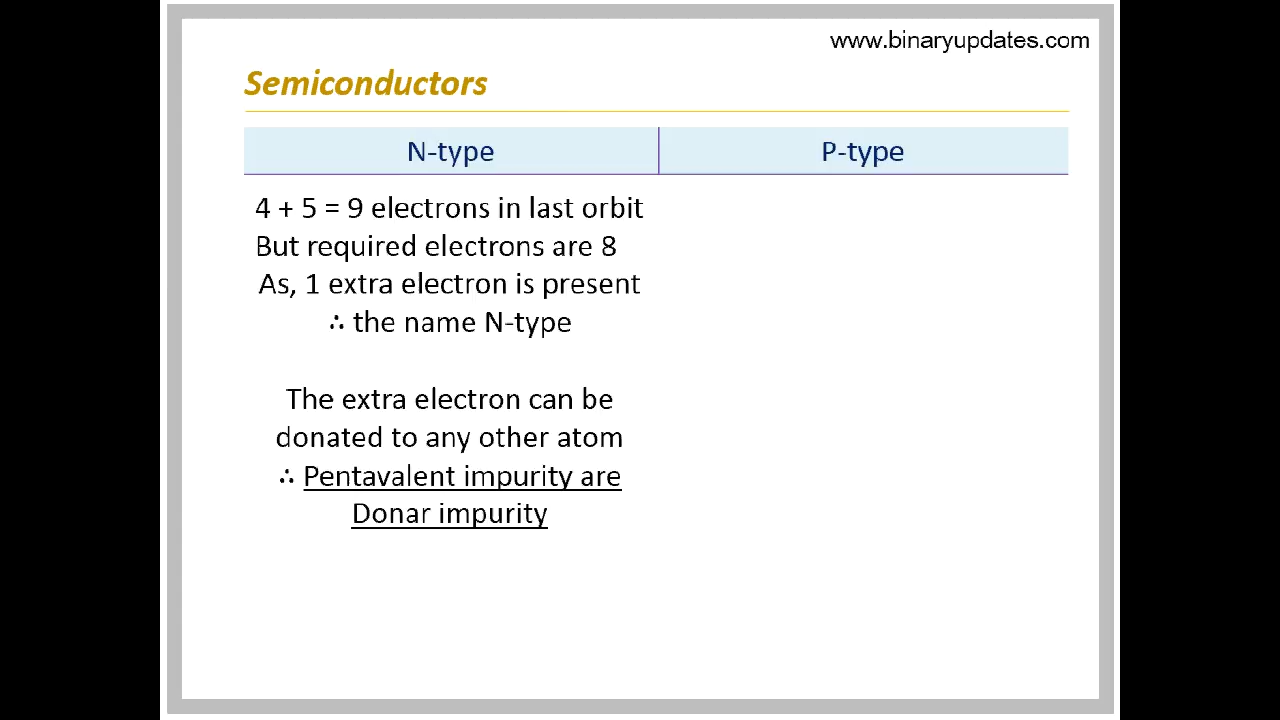 www.binaryupdates.com
Semiconductors
N-type
P-type
4 + 5 = 9 electrons in last orbit
But required electrons are 8
As, 1 extra electron is present
∴ the name N-type
The extra electron can be
donated to any other atom
∴ Pentavalent impurity are
Donar impurity